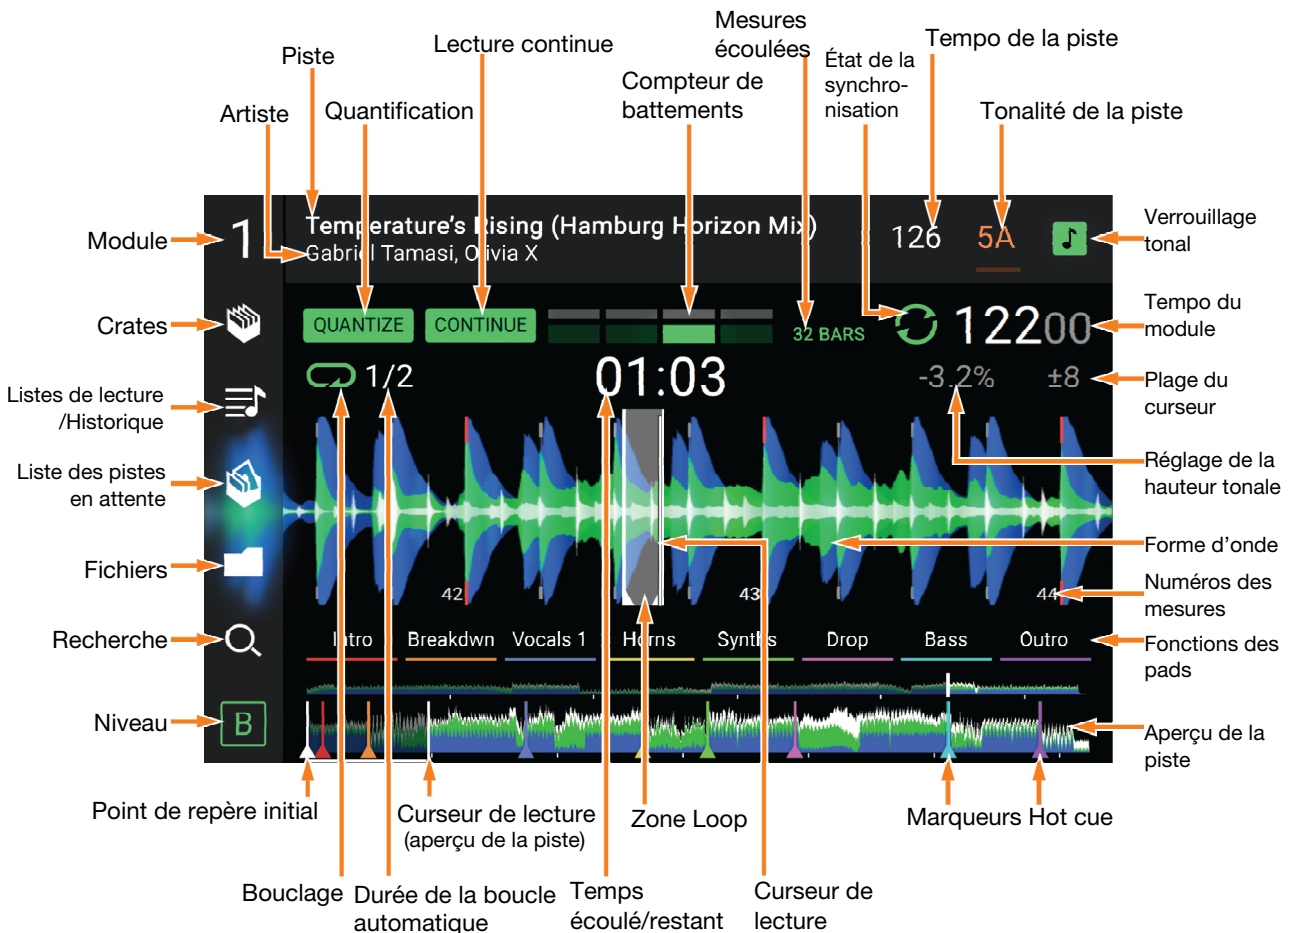 Piste
Lecture continue
Mesures
écoulées
Tempo de la piste
Artiste
Quantification
Compteur de
battements
État de la
synchro-
nisation
Tonalité de la piste
Module
1
Temperature's Rising (Hamburg Horizon Mix)
Gabriel Tamasi, Olivia X
126
5A
Verrouillage
tonal
Crates
QUANTIZE
CONTINUE
32 BARS
12200
Tempo du
module
Listes de lecture
/Historique
1/2
01:03
-3.2%
±8
Plage du
curseur
Liste des pistes
en attente
Réglage de la
hauteur tonale
Fichiers
Forme d'onde
42
43
44
Numéros des
mesures
Recherche
Intro
Breakdwn
Vocals 1
Horns
Synths
Drop
Bass
Outro
Fonctions des
pads
Niveau
B
Aperçu de la
piste
Point de repère initial
Curseur de lecture
(aperçu de la piste)
Zone Loop
Marqueurs Hot cue
Bouclage
Durée de la boucle
automatique
Temps
écoulé/restant
Curseur de
lecture